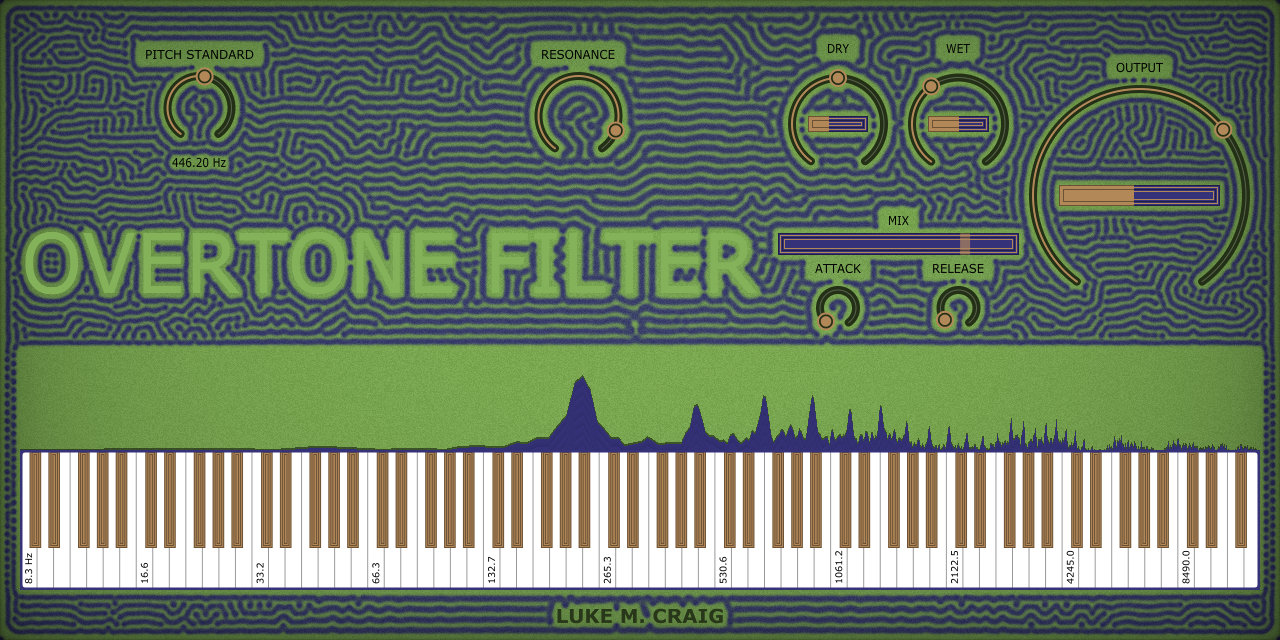 PITCH STANDARD
446.20 Hz
RESONANCE
DRY
WET
OUTPUT
MIX
ATTACK
RELEASE
OVERTONE FILTER
8.3 Hz
16.6
33.2
66.3
132.7
265.3
530.6
1061.2
2122.5
4245.0
8490.0
LUKE M. CRAIG